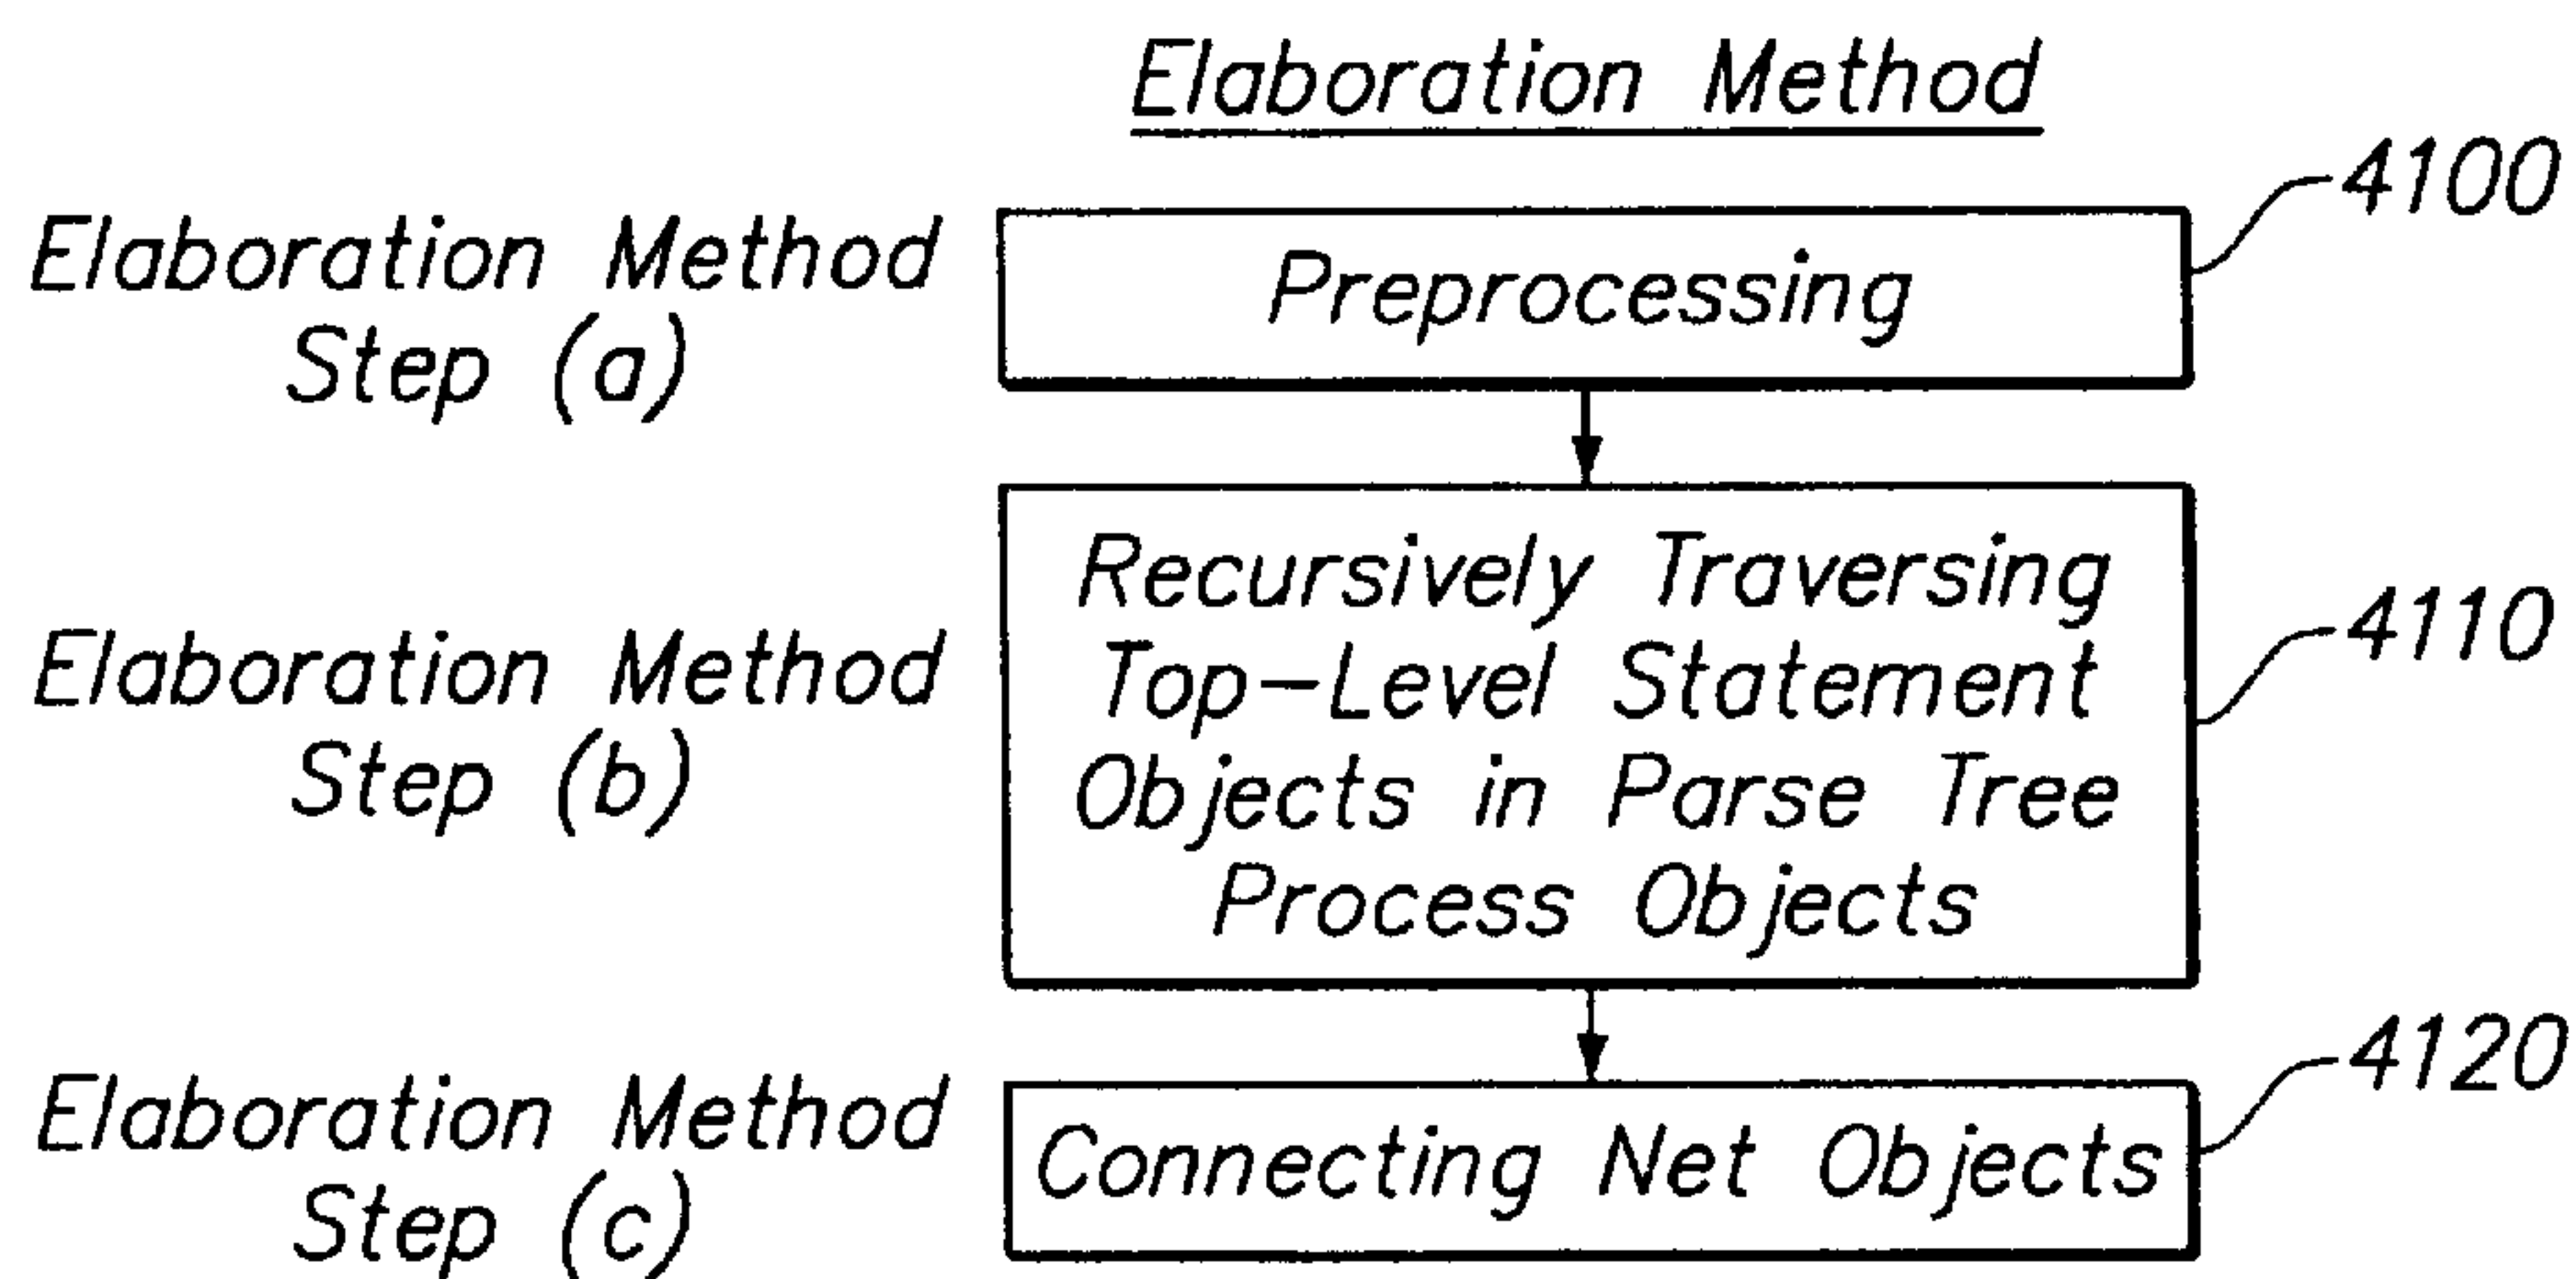 Elaboration Method
4100
Elaboration Method
Step (a)
Preprocessing
Elaboration Method
Step (b)
Recursively Traversing
Top-Level Statement
Objects in Parse Tree
Process Objects
4110
Elaboration Method
Step (c)
Connecting Net Objects
4120